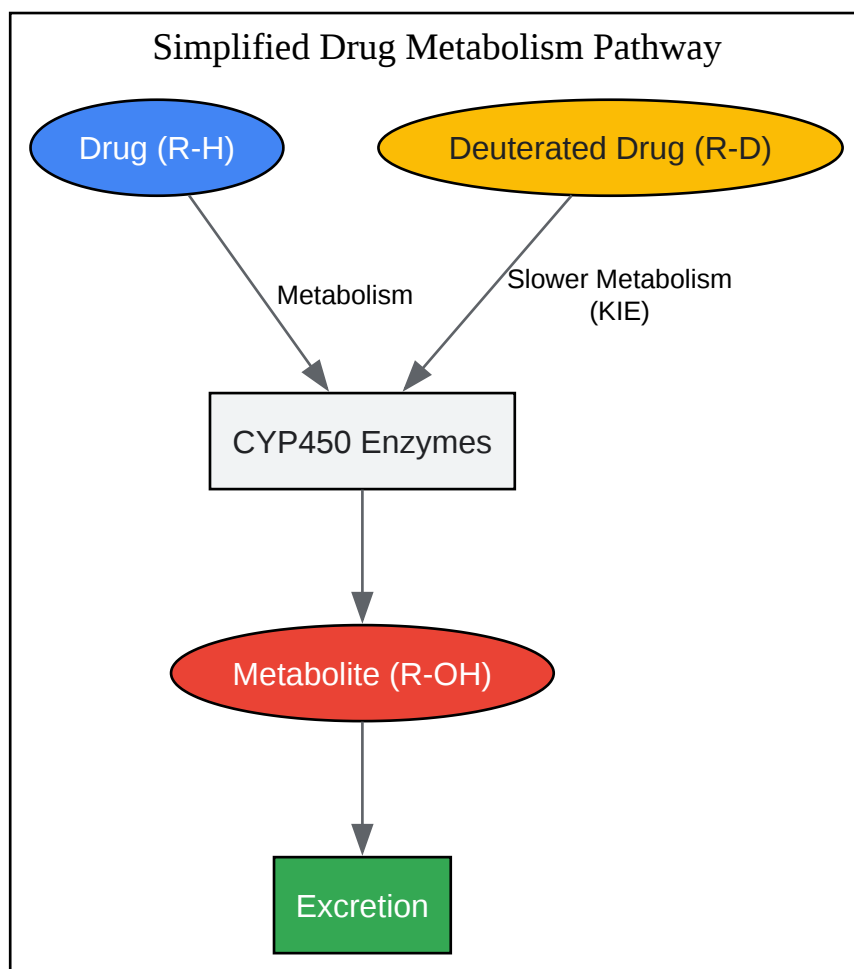 Simplified Drug Metabolism Pathway
Drug (R-H)
Deuterated Drug (R-D)
Metabolism
Slower Metabolism
(KIE)
CYP450 Enzymes
Metabolite (R-OH)
Excretion